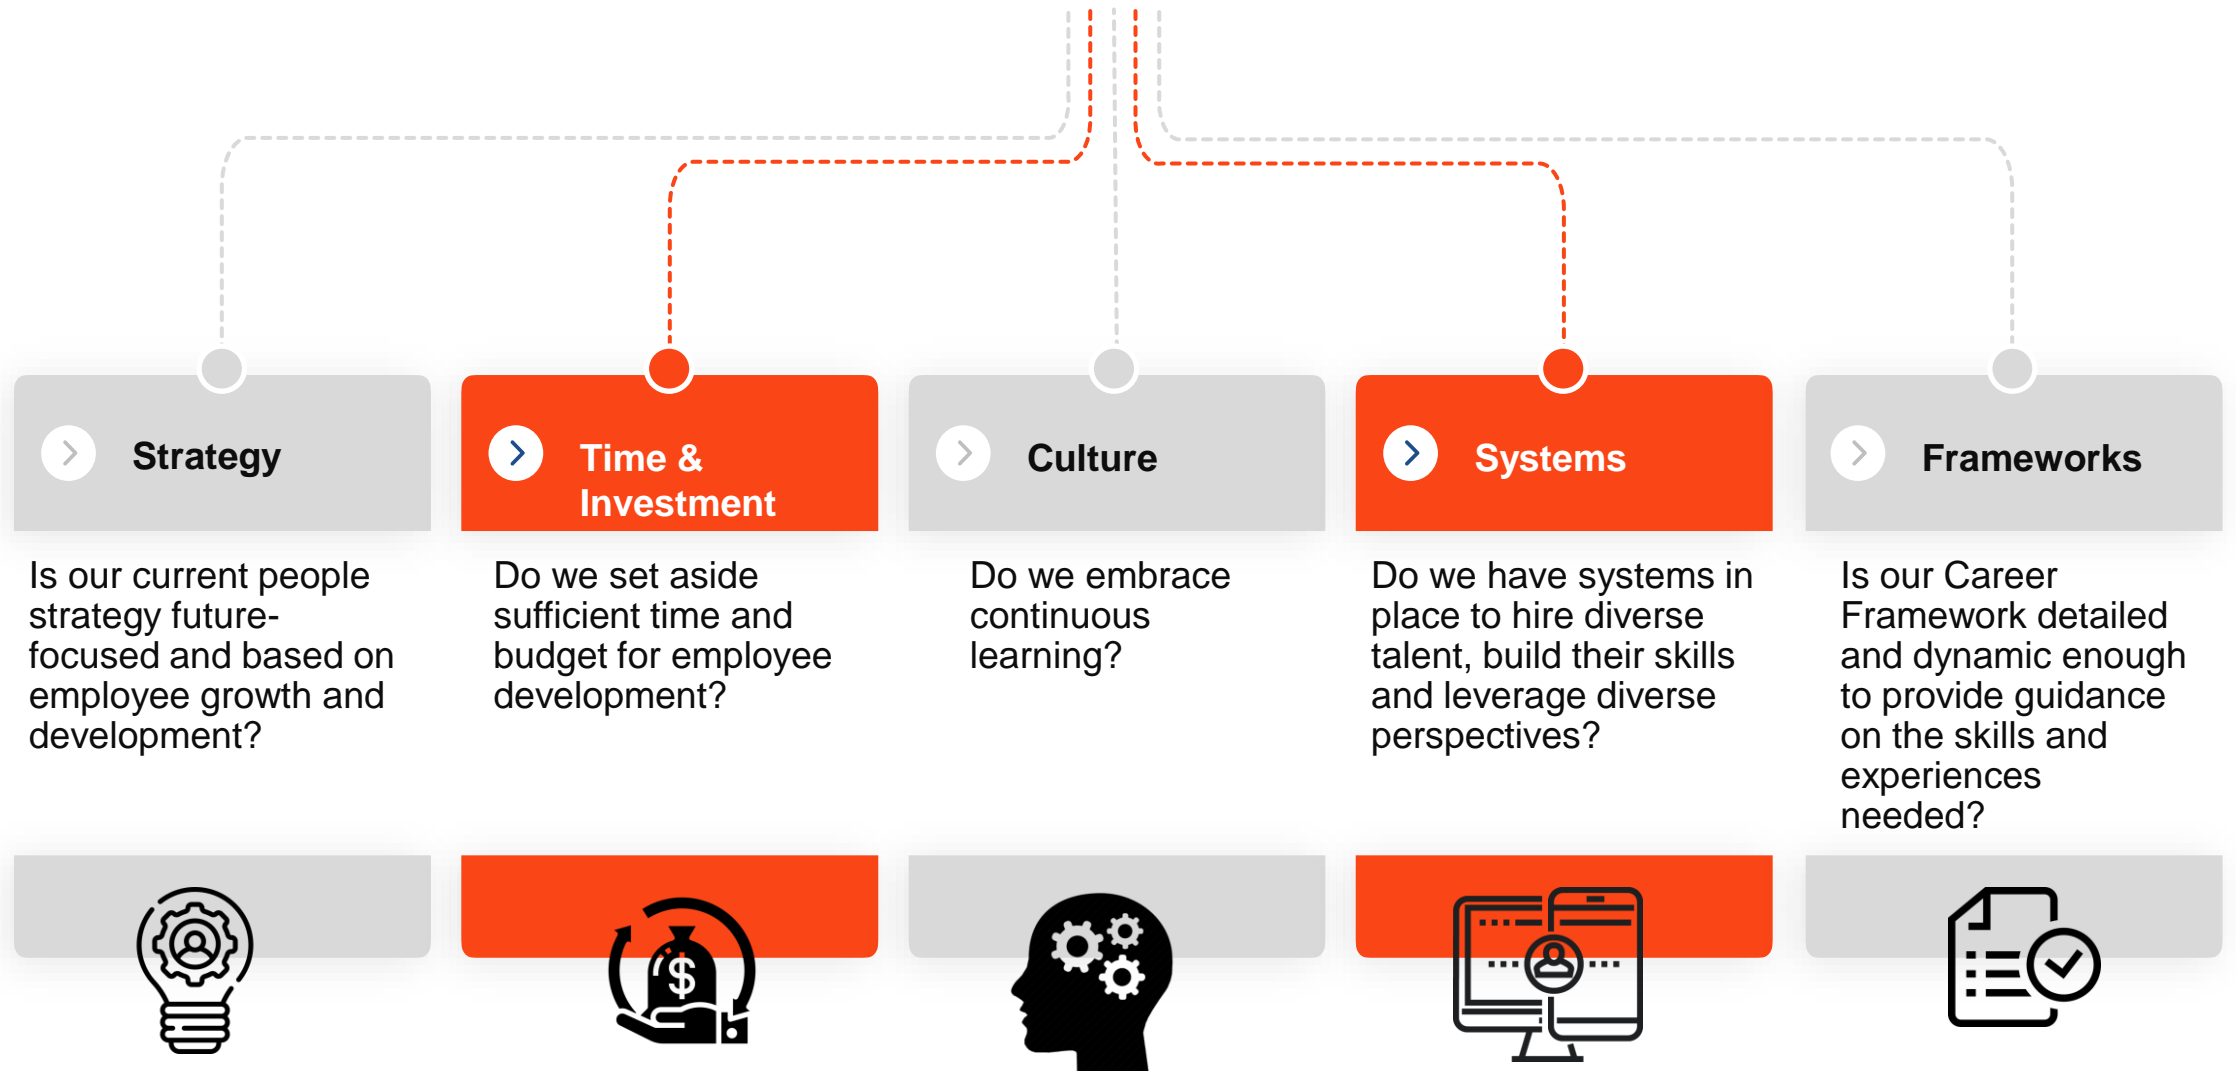 Strategy
Is our current people
strategy future-
focused and based on
employee growth and
development?
Time &
Investment
Do we set aside
sufficient time and
budget for employee
development?
$
Culture
Do we embrace
continuous
learning?
Systems
Do we have systems in
place to hire diverse
talent, build their skills
and leverage diverse
perspectives?
Frameworks
Is our Career
Framework detailed
and dynamic enough
to provide guidance
on the skills and
experiences
needed?